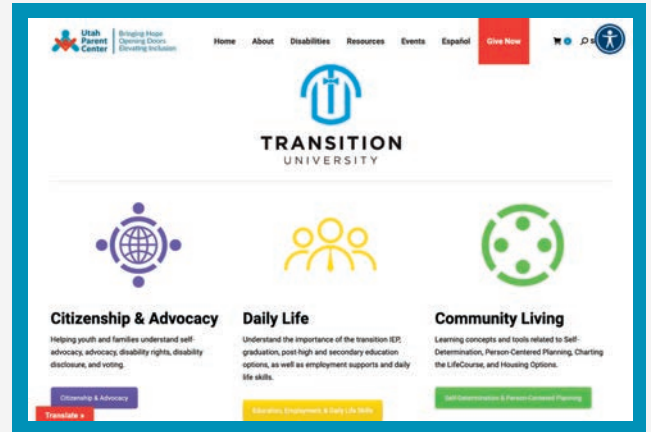 Utah
Parent
Center
Bringing Hope
Opening Doors
Elevating Inclusion
Home About Disabilities Resources Events Español Give Now 0 S
TRANSITION
UNIVERSITY
Citizenship & Advocacy
Helping youth and families understand self-
advocacy, advocacy, disability rights, disability
disclosure, and voting.
Citizenship & Advocacy
Daily Life
Understand the importance of the transition IEP,
graduation, post-high and secondary education
options, as well as employment supports and daily
life skills.
Education, Employment, & Daily Life Skills
Community Living
Learning concepts and tools related to Self-
Determination, Person-Centered Planning, Charting
the LifeCourse, and Housing Options.
Self-Determination & Person-Centered Planning
Translate »